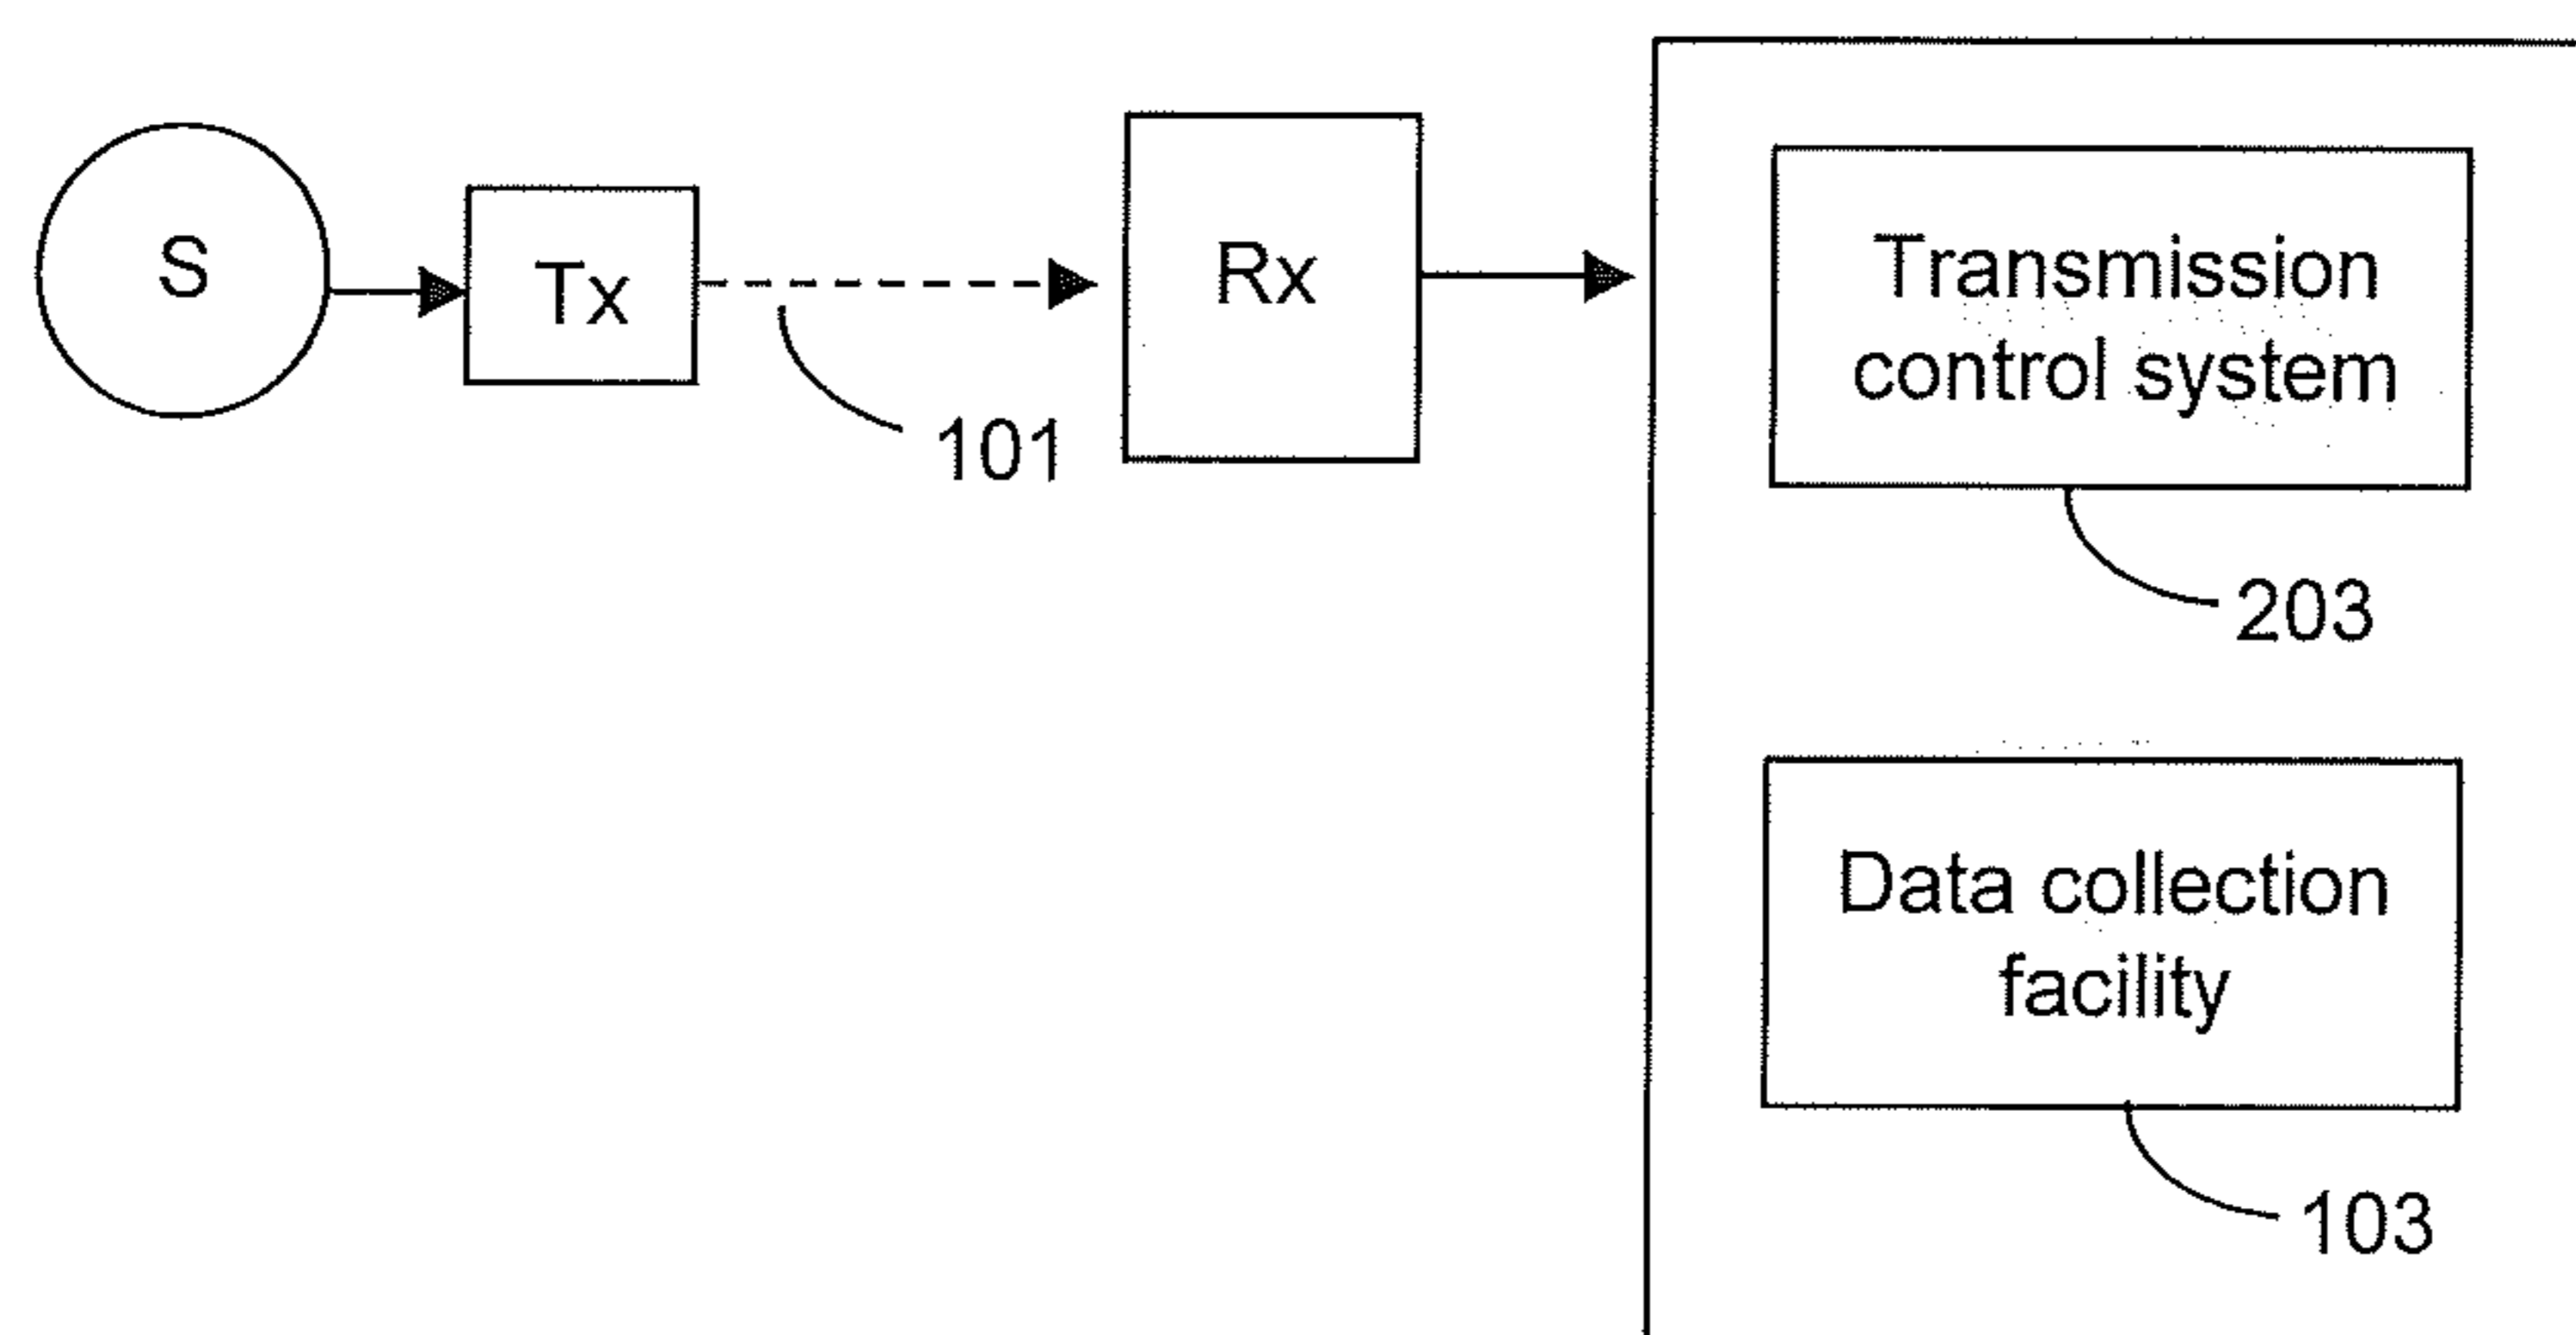 S
Tx
101
Rx
Transmission
control system
203
Data collection
facility
103